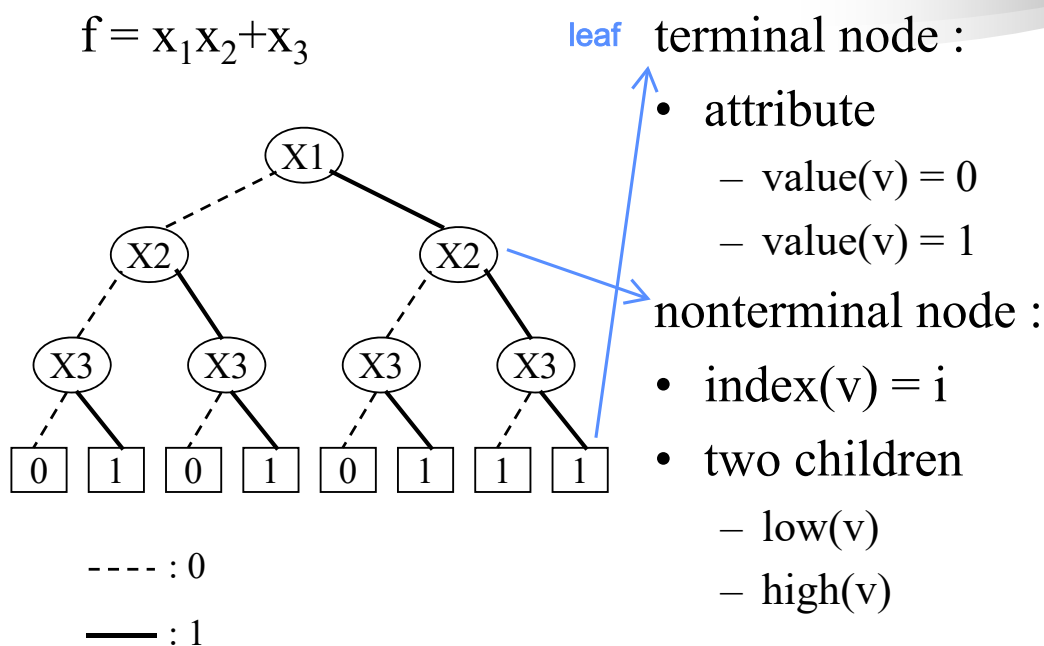 f = x₁x₂+x₃
X1
X2 X2
X3 X3 X3 X3
0 1 0 1 0 1 1 1
: 0
: 1
leaf terminal node :
• attribute
– value(v) = 0
– value(v) = 1
nonterminal node :
• index(v) = i
• two children
– low(v)
– high(v)